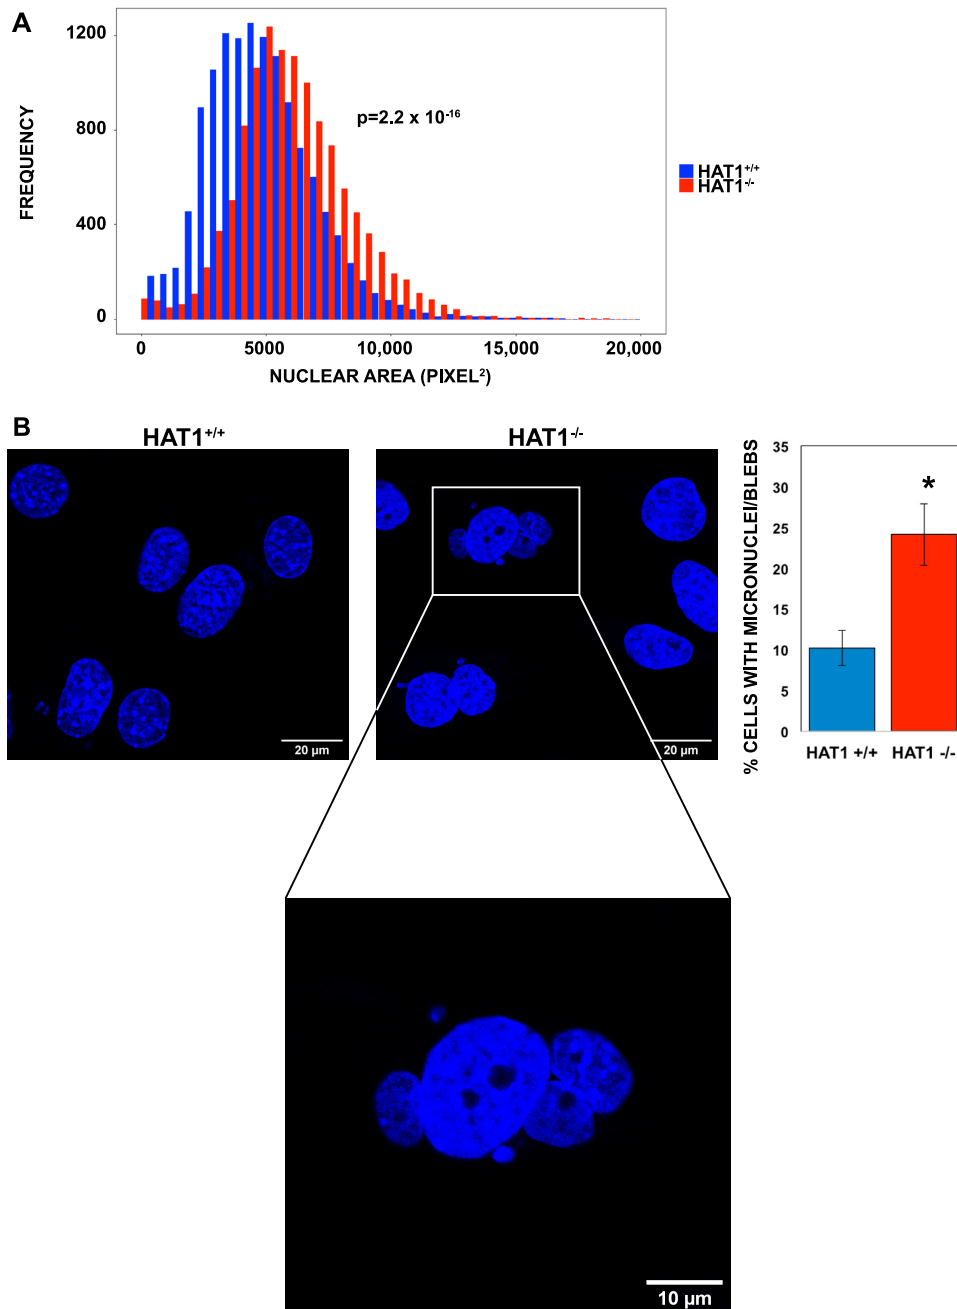 A
1200
800
400
0
FREQUENCY
p=2.2 x 10⁻¹⁶
HAT1⁺/⁺
HAT1⁻/⁻
0 5000 10,000 15,000 20,000
NUCLEAR AREA (PIXEL²)
B
HAT1⁺/⁺
HAT1⁻/⁻
20 µm
20 µm
% CELLS WITH MICRONUCLEI/BLEBS
35
30
25
20
15
10
5
0
*
HAT1 +/+ HAT1 -/-
10 µm